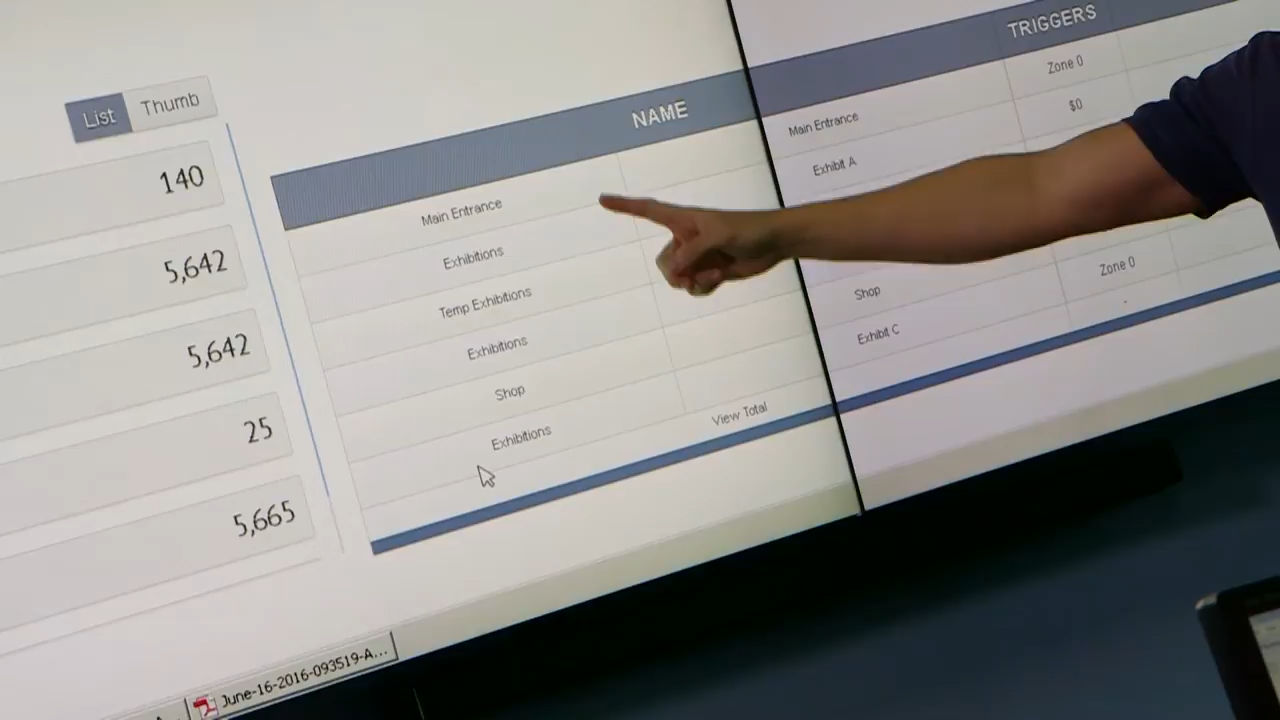 List Thumb
140
5,642
5,642
25
5,665
NAME
Main Entrance
Exhibitions
Temp Exhibitions
Exhibitions
Shop
Exhibitions
View Total
TRIGGERS
Zone 0
Main Entrance
$0
Exhibit A
Shop
Zone 0
Exhibit C
June-16-2016-093519-A...